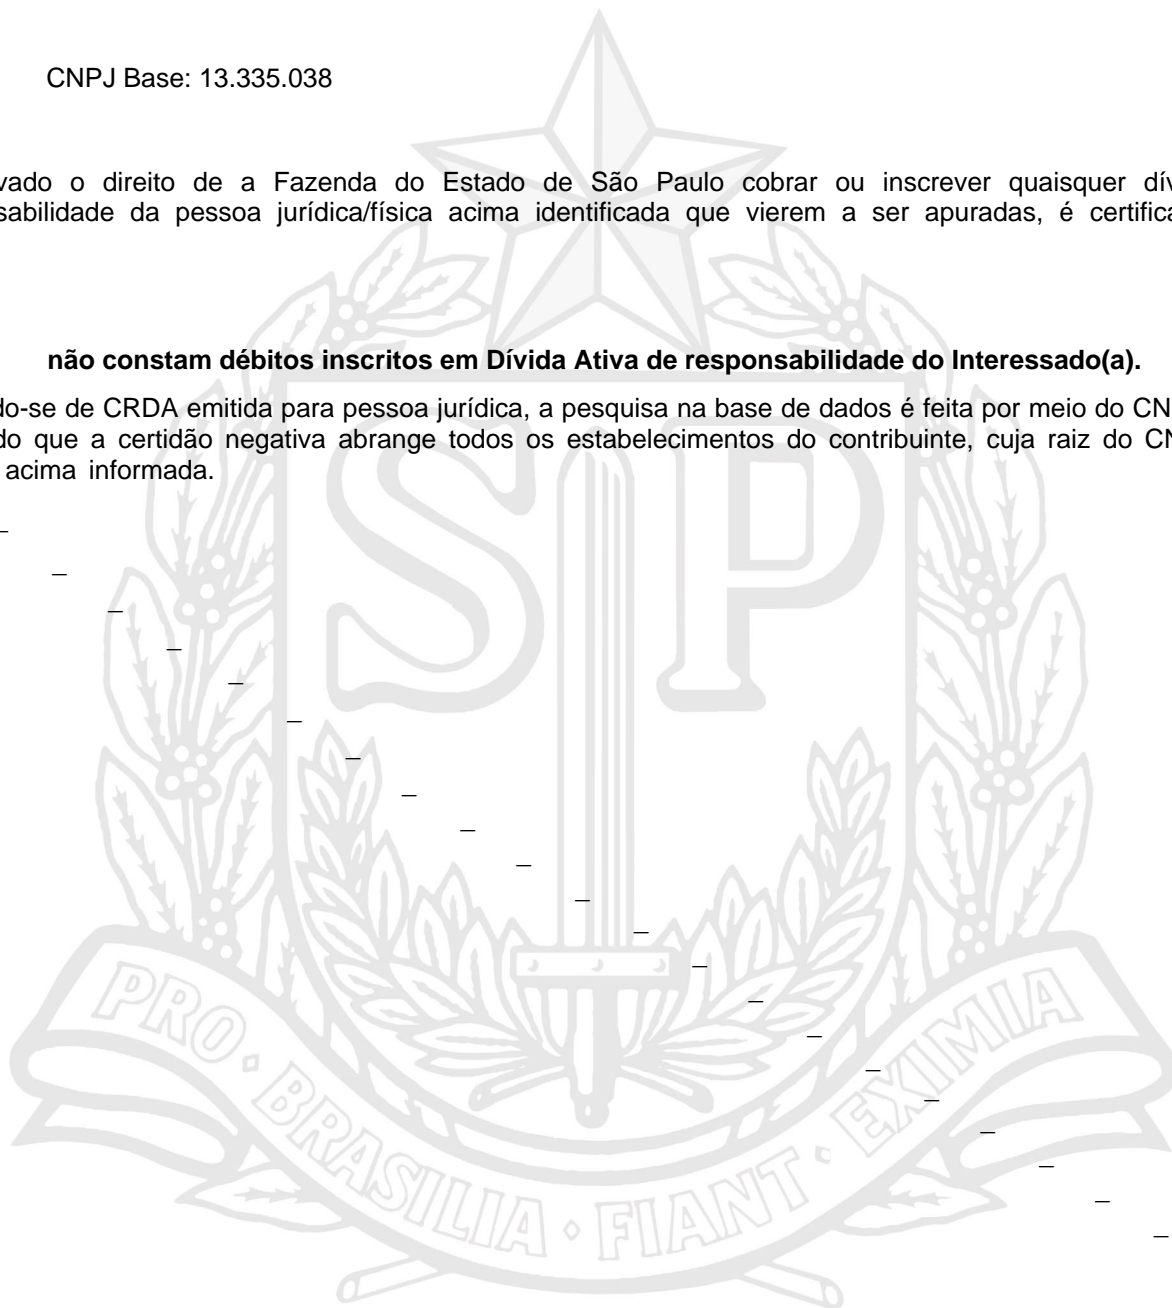 CNPJ Base: 13.335.038
vado o direito de a Fazenda do Estado de São Paulo cobrar ou inscrever quaisquer dív
sabilidade da pessoa jurídica/física acima identificada que vierem a ser apuradas, é certifica
não constam débitos inscritos em Dívida Ativa de responsabilidade do Interessado(a).
do-se de CRDA emitida para pessoa jurídica, a pesquisa na base de dados é feita por meio do CN
do que a certidão negativa abrange todos os estabelecimentos do contribuinte, cuja raiz do CN
acima informada.
SP
PRO • BRASILIA • FIANT • EXIMIA